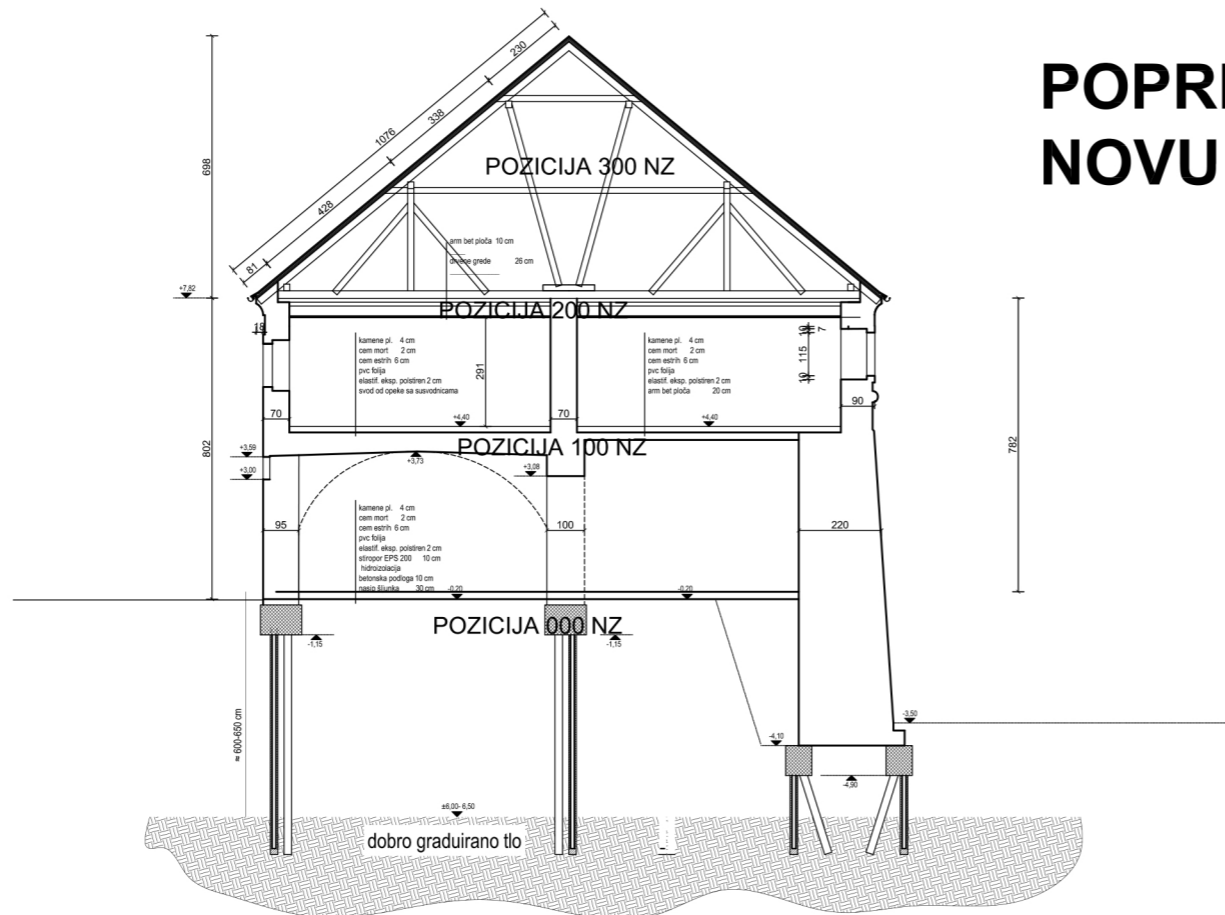 POPRE
NOVU
230
338
1076
428
81
698
POZICIJA 300 NZ
arm bet ploča 10 cm
drvene grede 26 cm
+7,82
POZICIJA 200 NZ
18
kamene pl. 4 cm
cem mort 2 cm
cem estrih 6 cm
pvc folija
elastif. eksp. polstiren 2 cm
svod od opeke sa susvodnicama
291
kamene pl. 4 cm
cem mort 2 cm
cem estrih 6 cm
pvc folija
elastif. eksp. polstiren 2 cm
arm bet ploča 20 cm
10
7
115
10
70
70
90
+4,40
+4,40
802
782
POZICIJA 100 NZ
+3,59
+3,73
+3,00
+3,08
95
100
220
kamene pl. 4 cm
cem mort 2 cm
cem estrih 6 cm
pvc folija
elastif. eksp. polstiren 2 cm
stiropor EPS 200 10 cm
hidroizolacija
betonska podloga 10 cm
nasip šljunka 30 cm
-0,20
-0,20
POZICIJA 000 NZ
-1,15
-1,15
≈ 600-650 cm
-3,50
-4,10
-4,90
±6,00- 6,50
dobro graduirano tlo